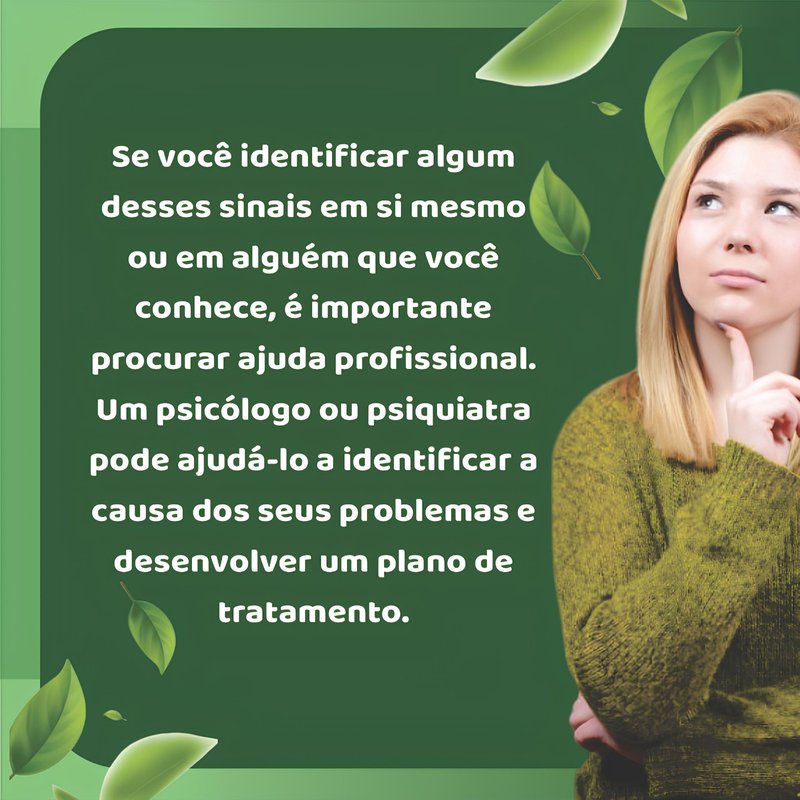 Se você identificar algum
desses sinais em si mesmo
ou em alguém que você
conhece, é importante
procurar ajuda profissional.
Um psicólogo ou psiquiatra
pode ajudá-lo a identificar a
causa dos seus problemas e
desenvolver um plano de
tratamento.